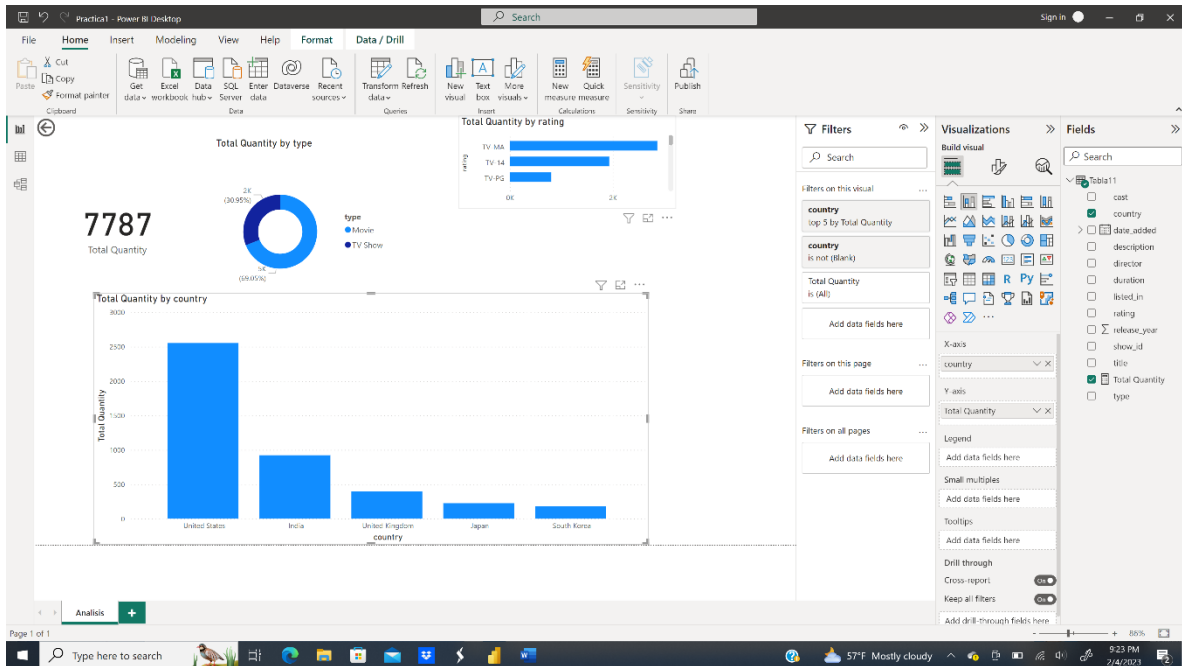 Practica1 - Power BI Desktop
Search
Sign in
File Home Insert Modeling View Help Format Data / Drill
Paste
Cut
Copy
Format painter
Clipboard
Get data
Excel workbook
Data hub
SQL Server
Enter data
Dataverse
Recent sources
Data
Transform data
Refresh
Queries
New visual
Text box
More visuals
Insert
New measure
Quick measure
Calculations
Sensitivity
Sensitivity
Publish
Share
Total Quantity by type
2K
(30.95%)
5K
(69.05%)
type
Movie
TV Show
7787
Total Quantity
Total Quantity by rating
rating
TV-MA
TV-14
TV-PG
0K 2K
Total Quantity by country
Total Quantity
3000
2500
2000
1500
1000
500
0
United States India United Kingdom Japan South Korea
country
Filters
Search
Filters on this visual
country
top 5 by Total Quantity
country
is not (Blank)
Total Quantity
is (All)
Add data fields here
Filters on this page
Add data fields here
Filters on all pages
Add data fields here
Visualizations
Build visual
R Py
X-axis
country
Y-axis
Total Quantity
Legend
Add data fields here
Small multiples
Add data fields here
Tooltips
Add data fields here
Drill through
Cross-report
On
Keep all filters
On
Add drill-through fields here
Fields
Search
Tabla11
cast
country
date_added
description
director
duration
listed_in
rating
release_year
show_id
title
Total Quantity
type
Analisis
Page 1 of 1
86%
Type here to search
57°F Mostly cloudy
9:23 PM
2/4/2023